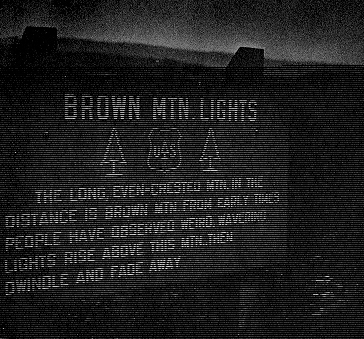 BROWN MTN. LIGHTS
UAS
THE LONG, EVEN-CRESTED MTN. IN THE
DISTANCE IS BROWN MTN. FROM EARLY TIMES
PEOPLE HAVE OBSERVED WEIRD, WAVERING
LIGHTS RISE ABOVE THIS MTN. THEN
DWINDLE AND FADE AWAY